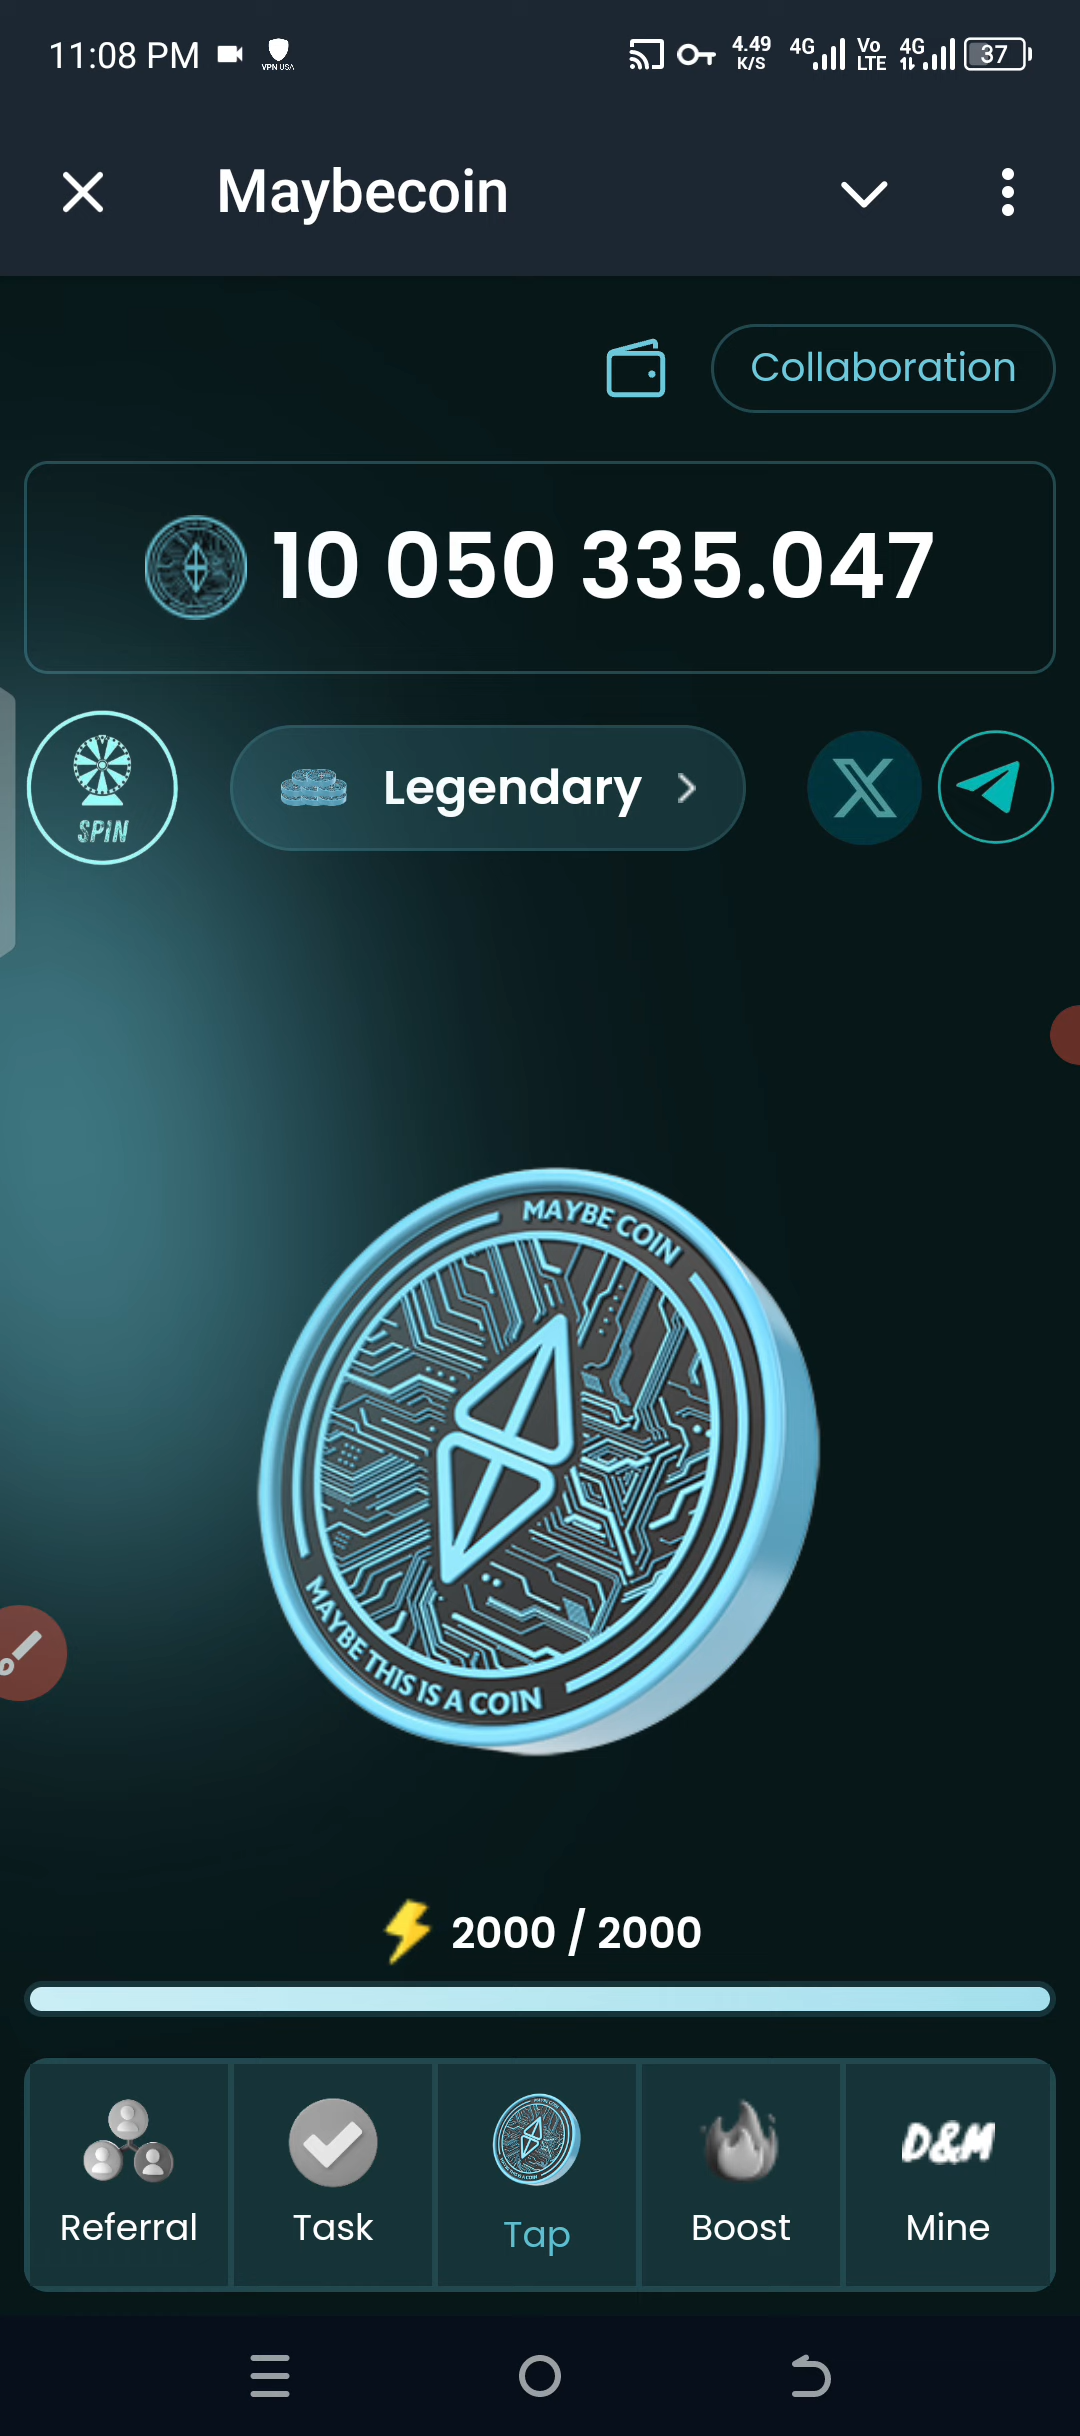 11:08 PM VPN USA 4.49 K/S 4G Vo LTE 4G 37
Maybecoin
Collaboration
10 050 335.047
SPIN
Legendary
MAYBE COIN
MAYBE THIS IS A COIN
2000 / 2000
D&M
Referral Task Tap Boost Mine